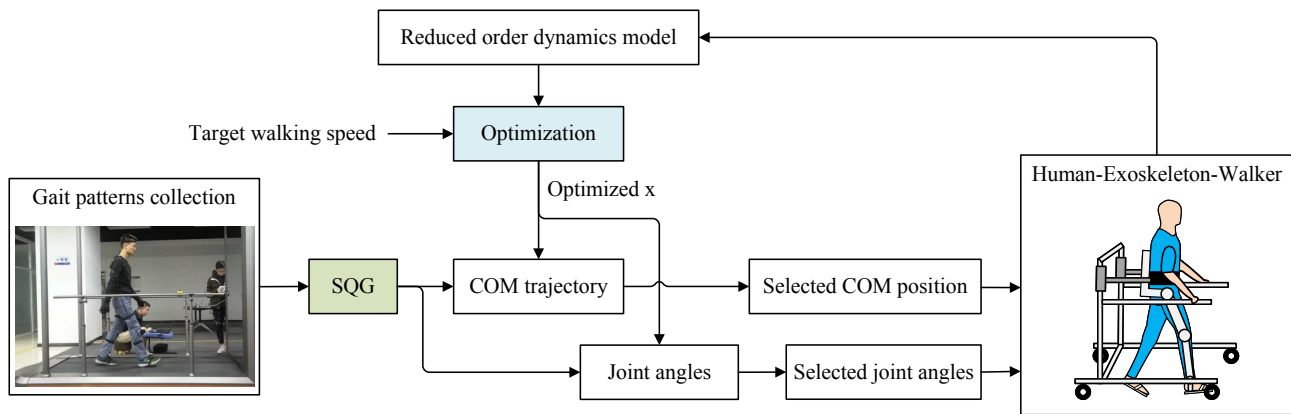 Reduced order dynamics model
Target walking speed
Optimization
Optimized x
Gait patterns collection
Human-Exoskeleton-Walker
SQG
COM trajectory
Selected COM position
Joint angles
Selected joint angles